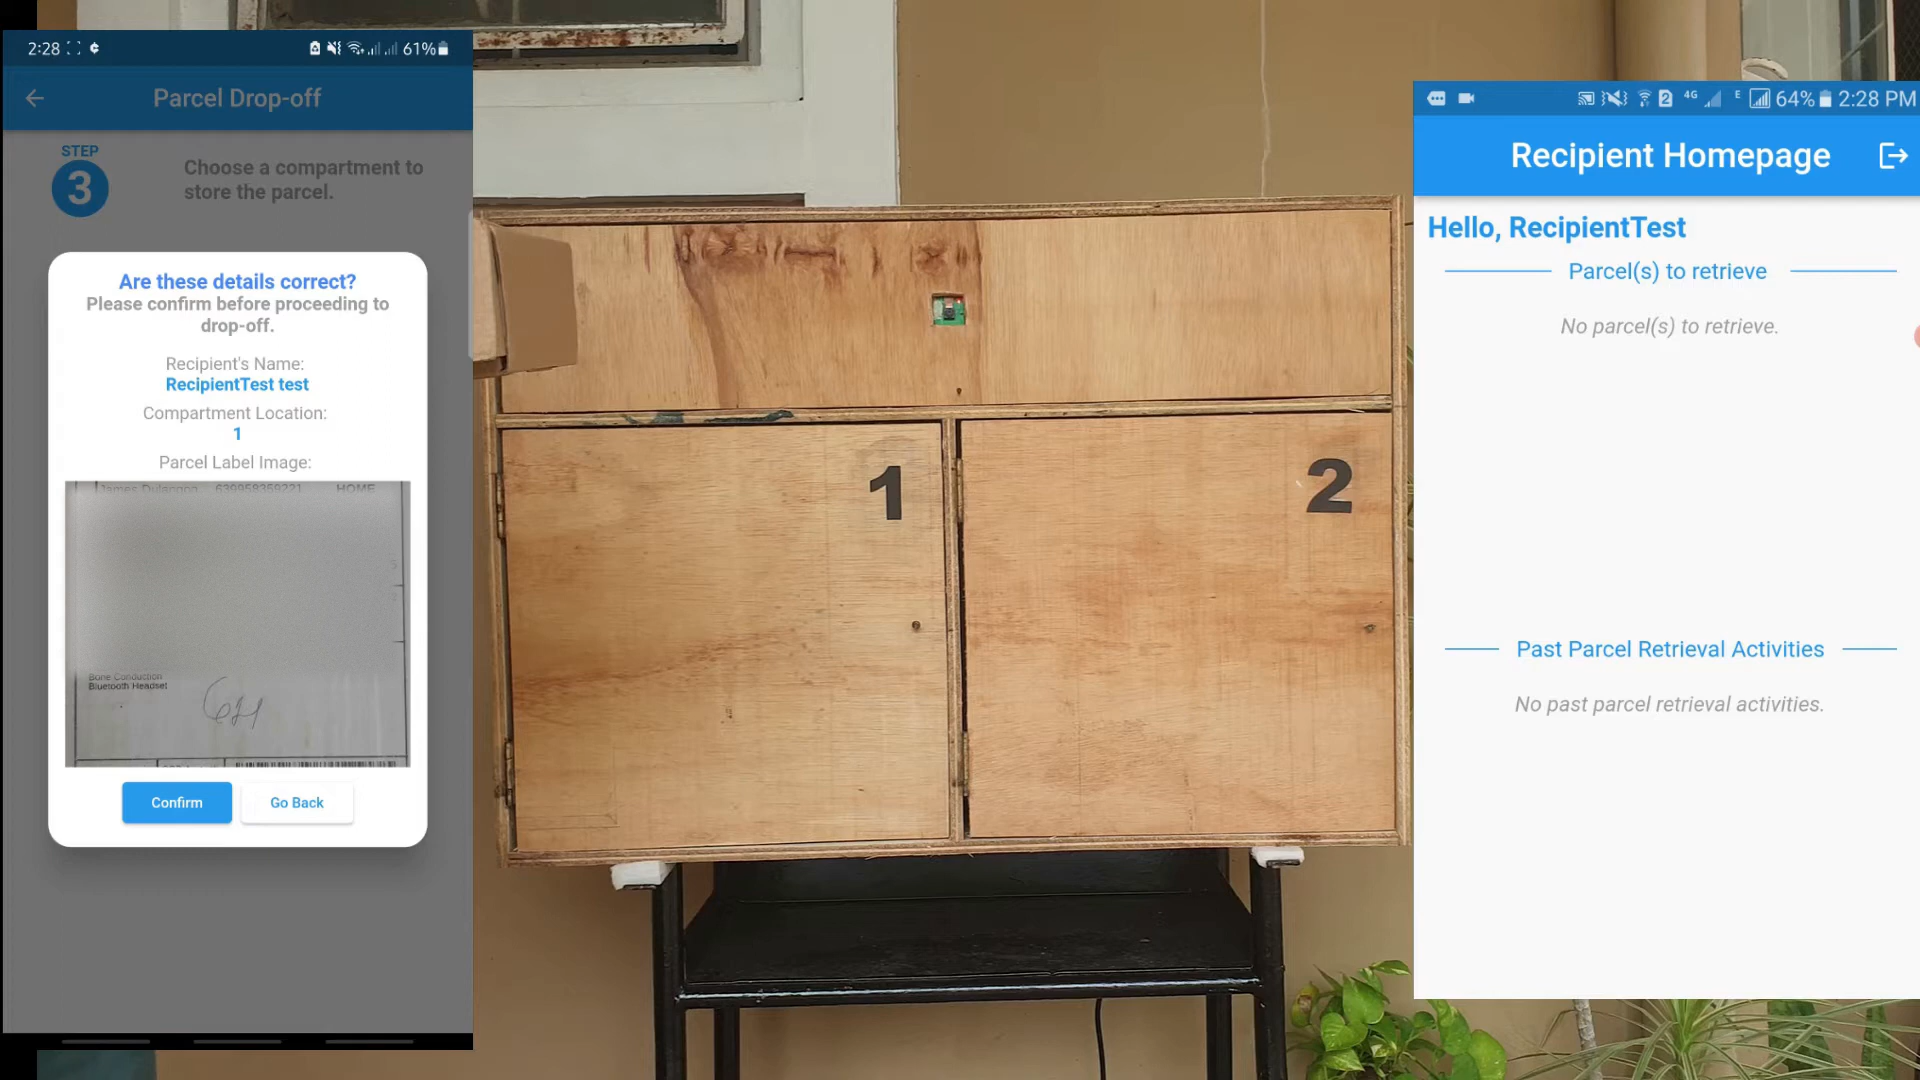 2:28
61%
Parcel Drop-off
STEP
3
Choose a compartment to
store the parcel.
Are these details correct?
Please confirm before proceeding to
drop-off.
Recipient's Name:
RecipientTest test
Compartment Location:
1
Parcel Label Image:
639958359221 HOME
Bone Conduction
Bluetooth Headset
Confirm
Go Back
1
2
2 4G E 64% 2:28 PM
Recipient Homepage
Hello, RecipientTest
Parcel(s) to retrieve
No parcel(s) to retrieve.
Past Parcel Retrieval Activities
No past parcel retrieval activities.